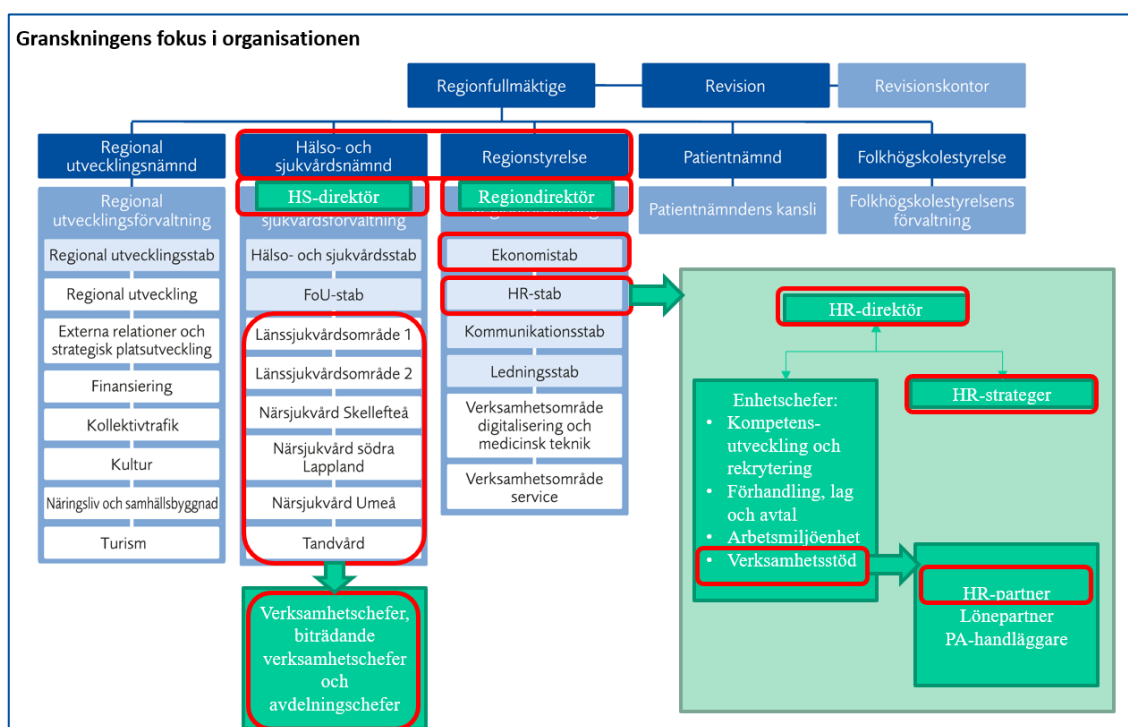 Granskningens fokus i organisationen
Regionfullmäktige
Revision
Revisionskontor
Regional
utvecklingsnämnd
Hälso- och
sjukvårdsnämnd
Regionstyrelse
Patientnämnd
Folkhögskolestyrelse
Regional
utvecklingsförvaltning
HS-direktör
sjukvårdsförvaltning
Regiondirektör
Patientnämndens kansli
Folkhögskolestyrelsens
förvaltning
Regional utvecklingsstab
Regional utveckling
Externa relationer och
strategisk platsutveckling
Finansiering
Kollektivtrafik
Kultur
Näringsliv och samhällsbyggnad
Turism
Hälso- och sjukvårdsstab
FoU-stab
Länssjukvårdsområde 1
Länssjukvårdsområde 2
Närsjukvård Skellefteå
Närsjukvård södra
Lappland
Närsjukvård Umeå
Tandvård
Verksamhetschefer,
biträdande
verksamhetschefer
och
avdelningschefer
Ekonomistab
HR-stab
Kommunikationsstab
Ledningsstab
Verksamhetsområde
digitalisering och
medicinsk teknik
Verksamhetsområde
service
HR-direktör
HR-strateger
Enhetschefer:
• Kompetens-
utveckling och
rekrytering
• Förhandling, lag
och avtal
• Arbetsmiljöenhet
• Verksamhetsstöd
HR-partner
Lönepartner
PA-handläggare